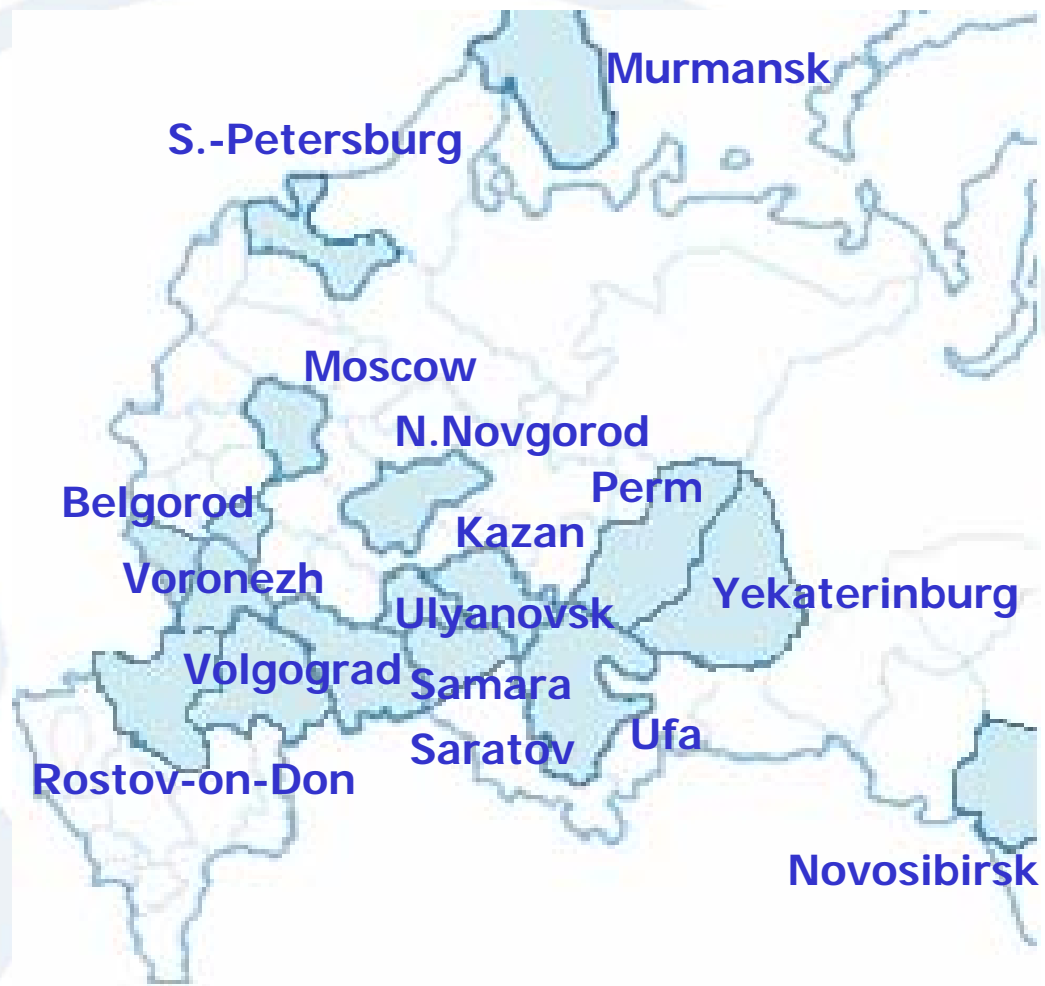 Murmansk
S.-Petersburg
Moscow
N.Novgorod
Perm
Belgorod
Kazan
Voronezh
Yekaterinburg
Ulyanovsk
Volgograd
Samara
Ufa
Saratov
Rostov-on-Don
Novosibirsk